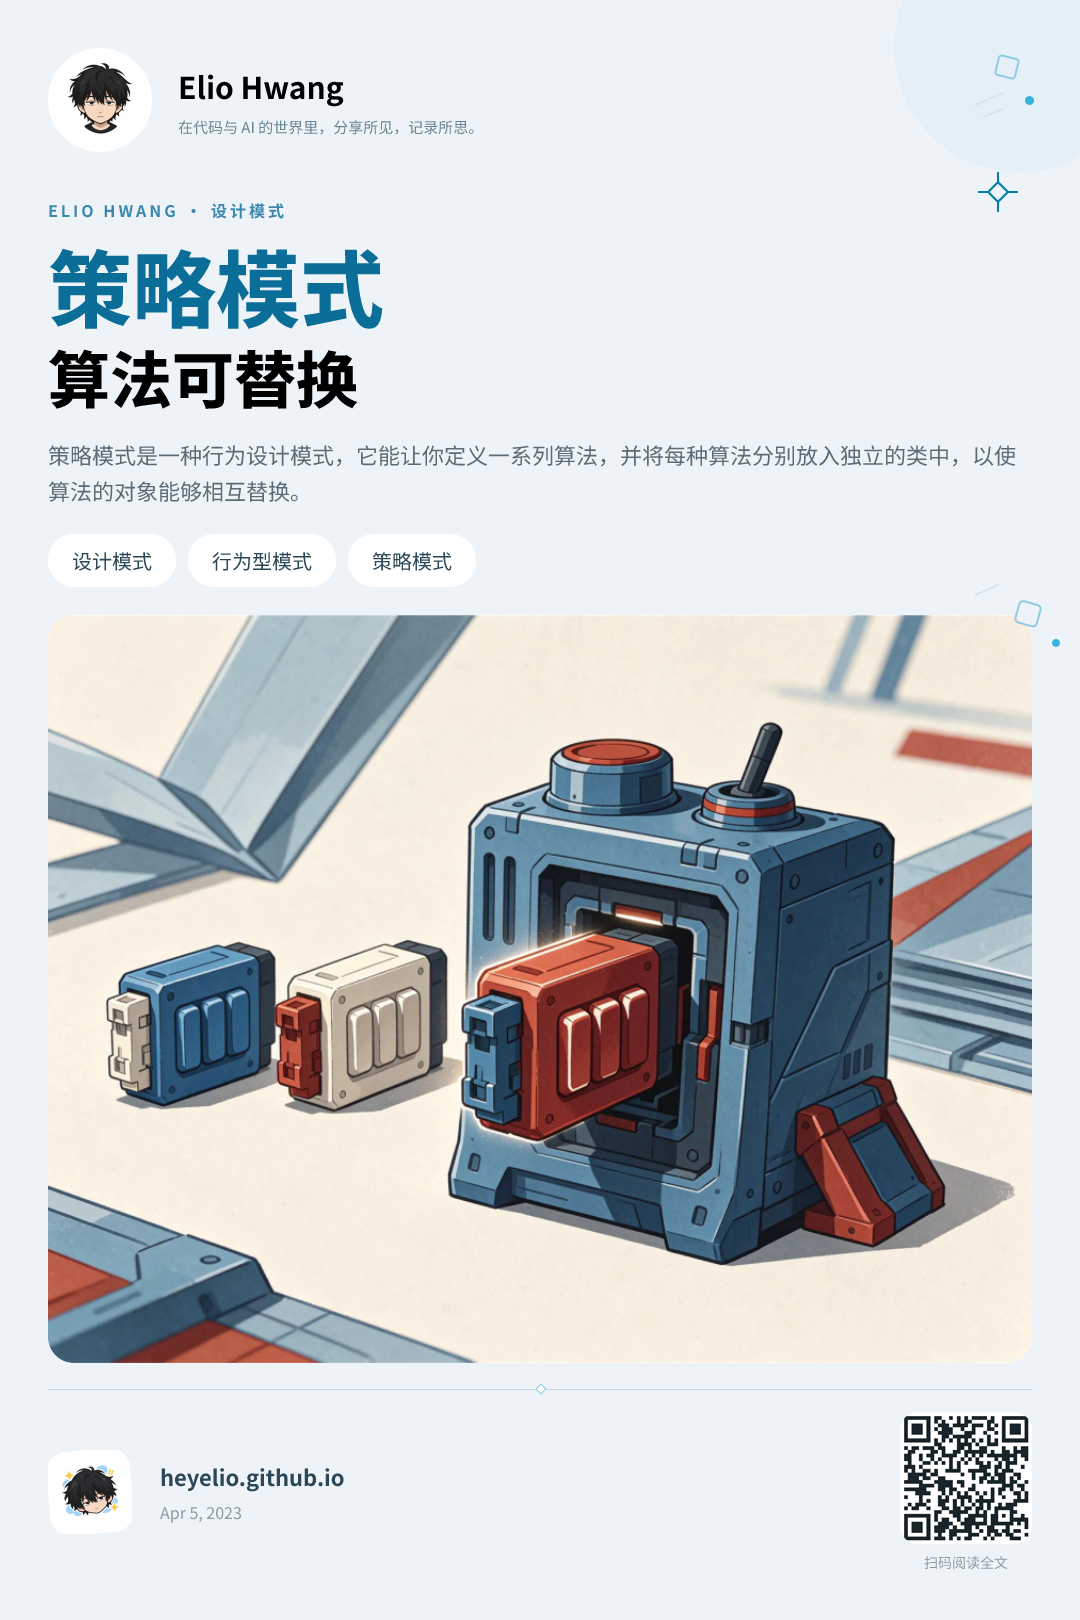 Elio Hwang
在代码与 AI 的世界里，分享所见，记录所思。
ELIO HWANG • 设计模式
策略模式
算法可替换
策略模式是一种行为设计模式，它能让你定义一系列算法，并将每种算法分别放入独立的类中，以使
算法的对象能够相互替换。
设计模式 行为型模式 策略模式
heyelio.github.io
Apr 5, 2023
扫码阅读全文